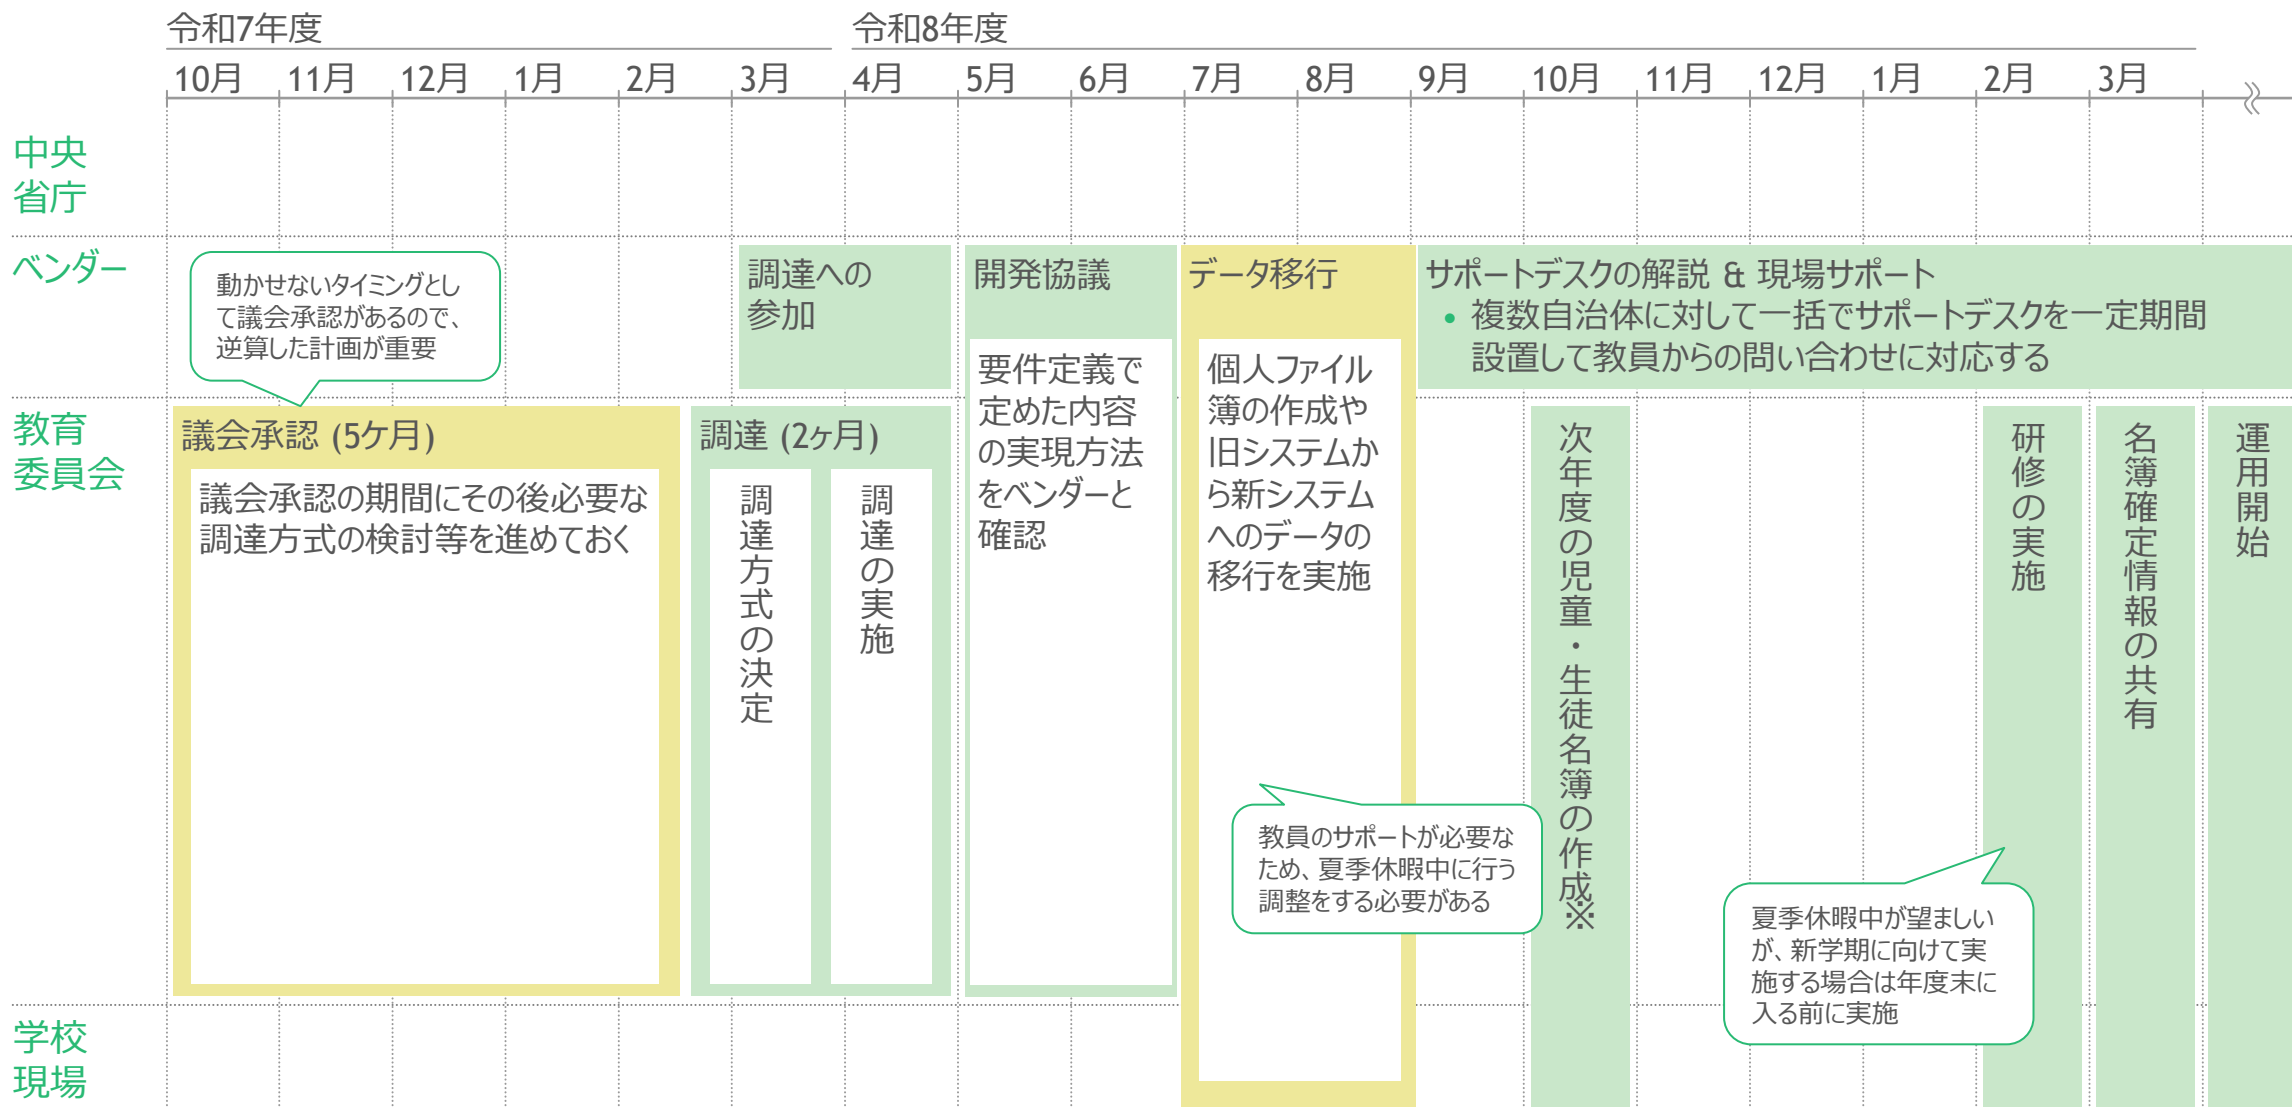 令和7年度
令和8年度
10月 11月 12月 1月 2月 3月 4月 5月 6月 7月 8月 9月 10月 11月 12月 1月 2月 3月
中央
省庁
ベンダー
動かせないタイミングとし
て議会承認があるので、
逆算した計画が重要
調達への
参加
開発協議
要件定義で
定めた内容
の実現方法
をベンダーと
確認
データ移行
個人ファイル
簿の作成や
旧システムか
ら新システム
へのデータの
移行を実施
サポートデスクの解説 & 現場サポート
• 複数自治体に対して一括でサポートデスクを一定期間
設置して教員からの問い合わせに対応する
教育
委員会
議会承認 (5ケ月)
議会承認の期間にその後必要な
調達方式の検討等を進めておく
調達 (2ヶ月)
調達方式の決定
調達の実施
教員のサポートが必要な
ため、夏季休暇中に行う
調整をする必要がある
次年度の児童・生徒名簿の作成※
夏季休暇中が望ましい
が、新学期に向けて実
施する場合は年度末に
入る前に実施
研修の実施
名簿確定情報の共有
運用開始
学校
現場